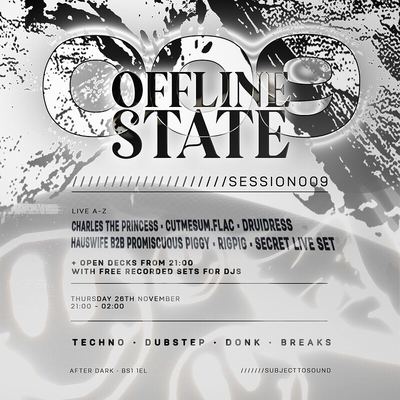 009
OFFLINE
STATE
////////////////////////SESSION009
LIVE A-Z
CHARLES THE PRINCESS · CUTMESUM.FLAC · DRUIDRESS
HAUSWIFE B2B PROMISCUOUS PIGGY · RIGPIG · SECRET LIVE SET
+ OPEN DECKS FROM 21:00
WITH FREE RECORDED SETS FOR DJS
THURSDAY 26TH NOVEMBER
21:00 - 02:00
TECHNO · DUBSTEP · DONK · BREAKS
AFTER DARK · BS1 1EL
///////SUBJECTTOSOUND